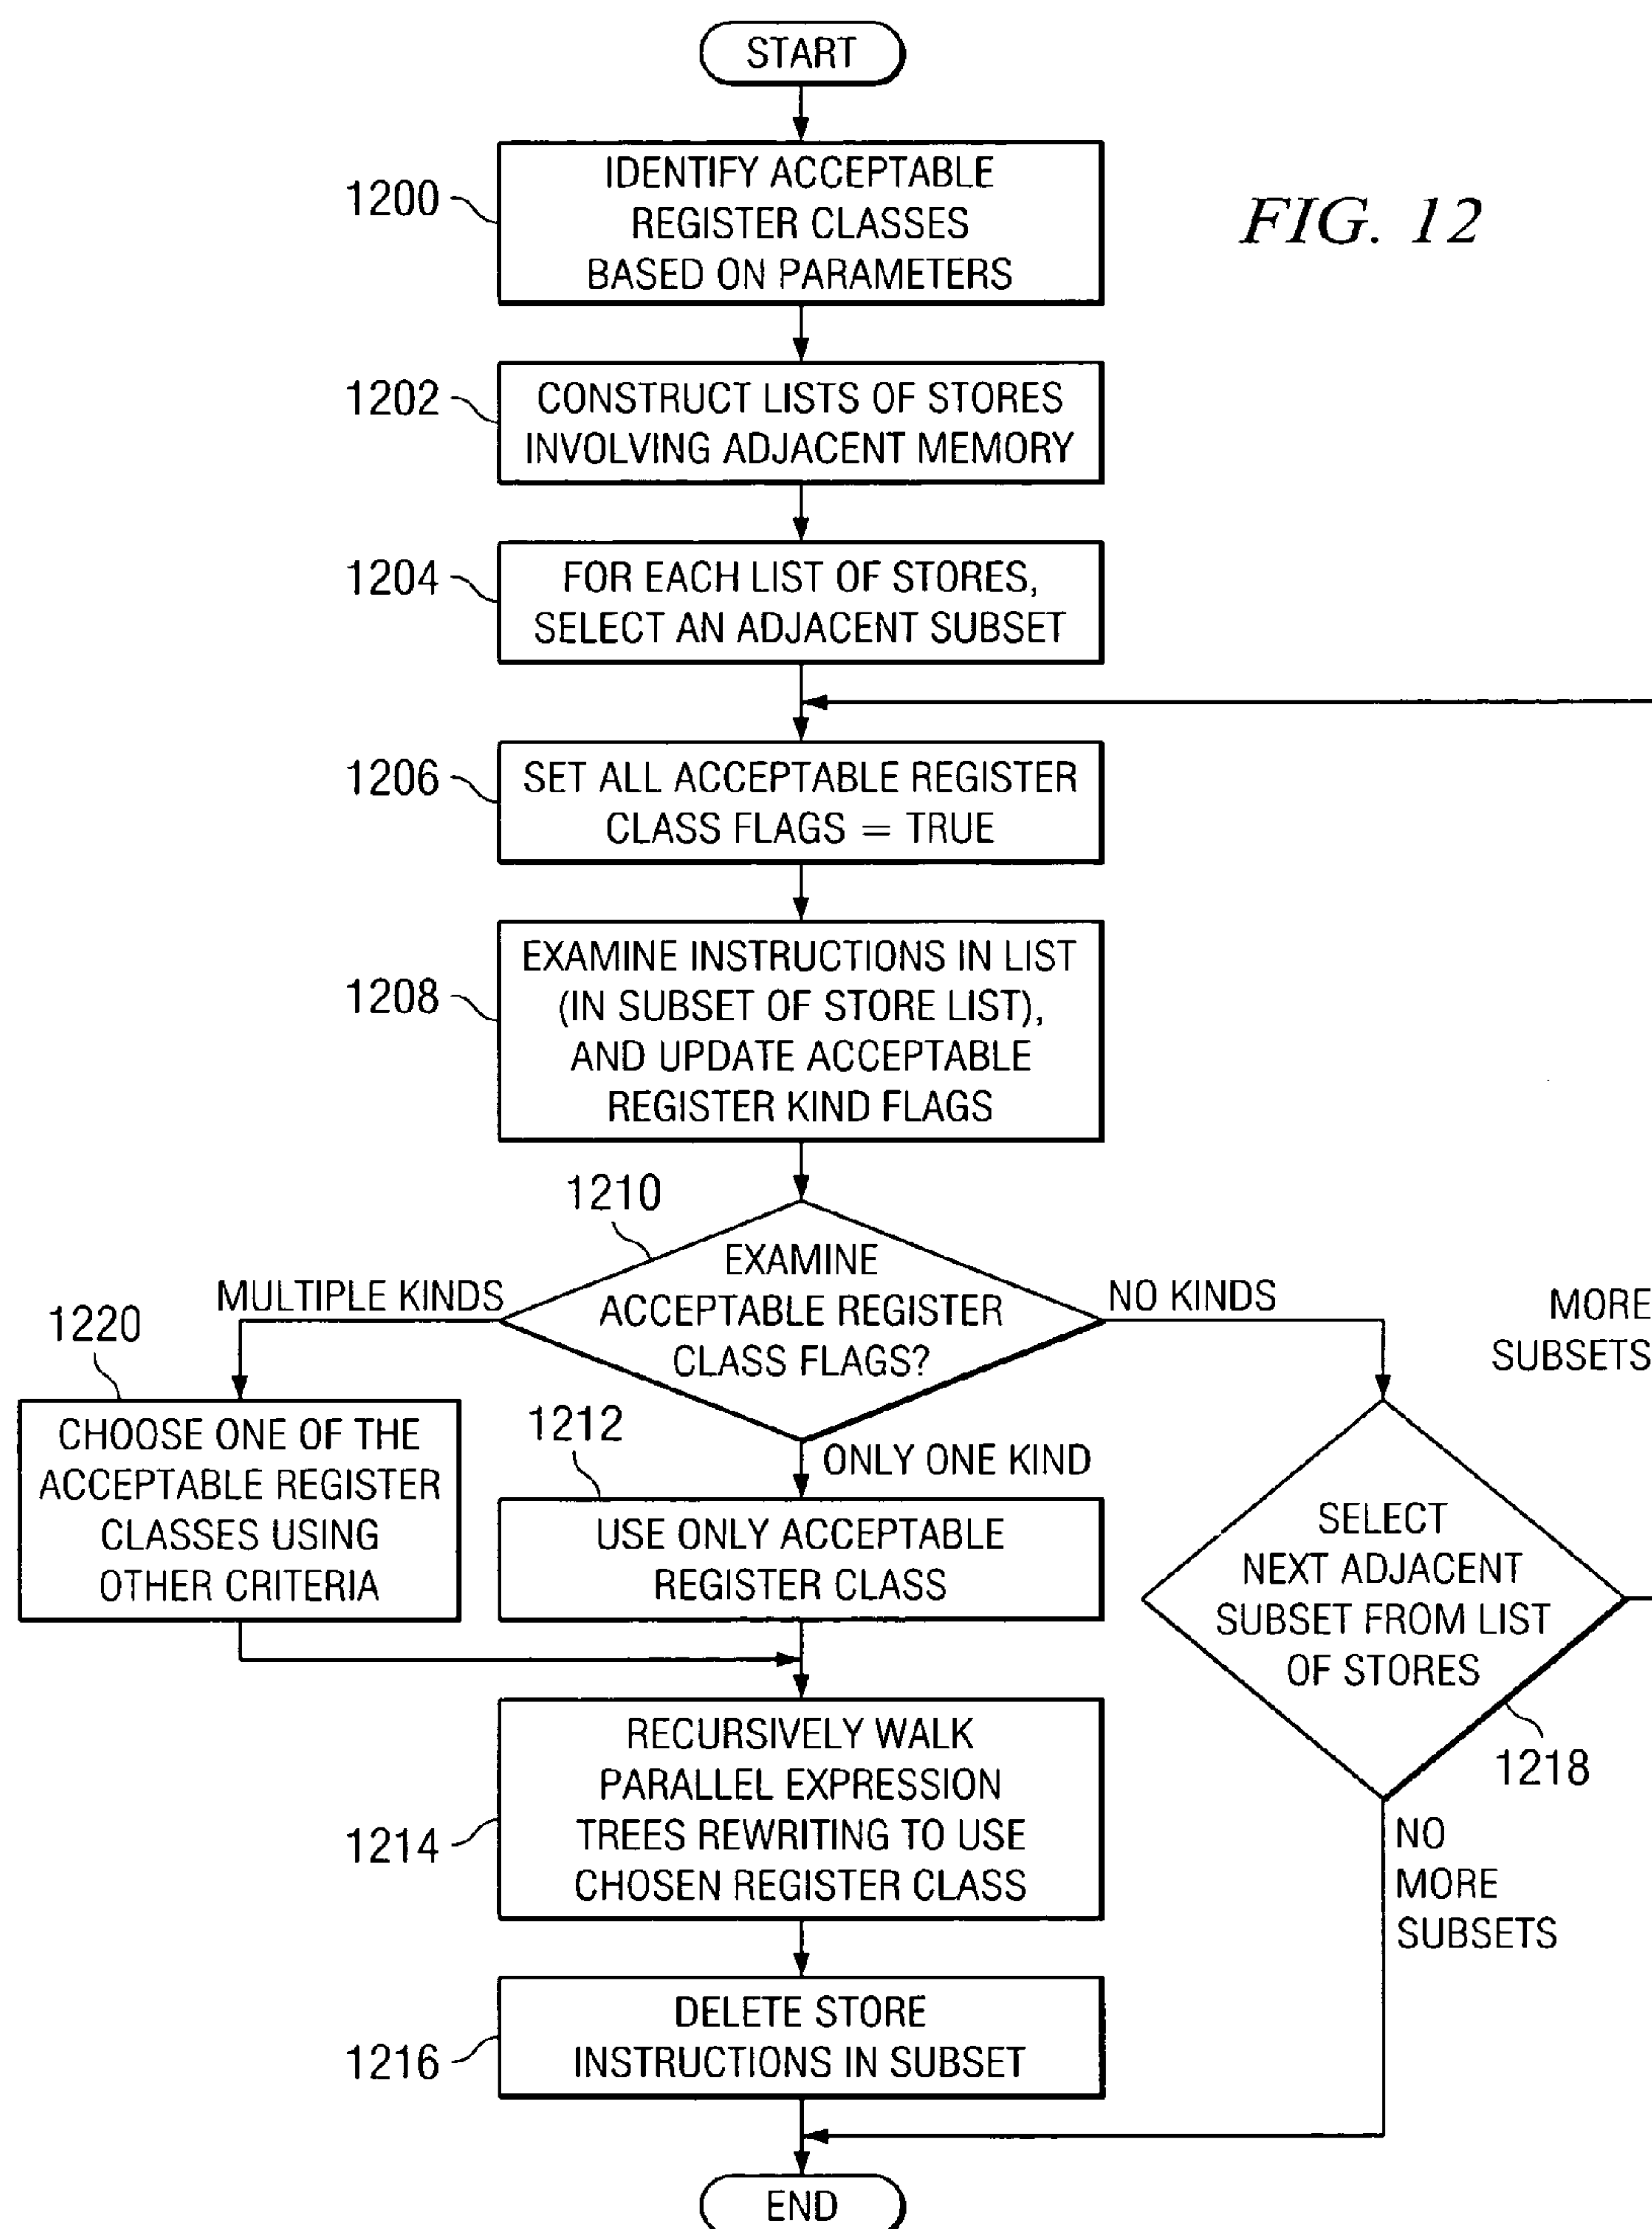 START
FIG. 12
1200
IDENTIFY ACCEPTABLE
REGISTER CLASSES
BASED ON PARAMETERS
1202
CONSTRUCT LISTS OF STORES
INVOLVING ADJACENT MEMORY
1204
FOR EACH LIST OF STORES,
SELECT AN ADJACENT SUBSET
1206
SET ALL ACCEPTABLE REGISTER
CLASS FLAGS = TRUE
1208
EXAMINE INSTRUCTIONS IN LIST
(IN SUBSET OF STORE LIST),
AND UPDATE ACCEPTABLE
REGISTER KIND FLAGS
1210
EXAMINE
ACCEPTABLE REGISTER
CLASS FLAGS?
MULTIPLE KINDS
NO KINDS
MORE
SUBSETS
1220
CHOOSE ONE OF THE
ACCEPTABLE REGISTER
CLASSES USING
OTHER CRITERIA
1212
ONLY ONE KIND
USE ONLY ACCEPTABLE
REGISTER CLASS
SELECT
NEXT ADJACENT
SUBSET FROM LIST
OF STORES
1218
NO
MORE
SUBSETS
1214
RECURSIVELY WALK
PARALLEL EXPRESSION
TREES REWRITING TO USE
CHOSEN REGISTER CLASS
1216
DELETE STORE
INSTRUCTIONS IN SUBSET
END